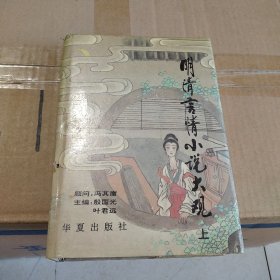 明清言情小说大观
上
顾问：冯其庸
主编：殷国光
叶君远
华夏出版社